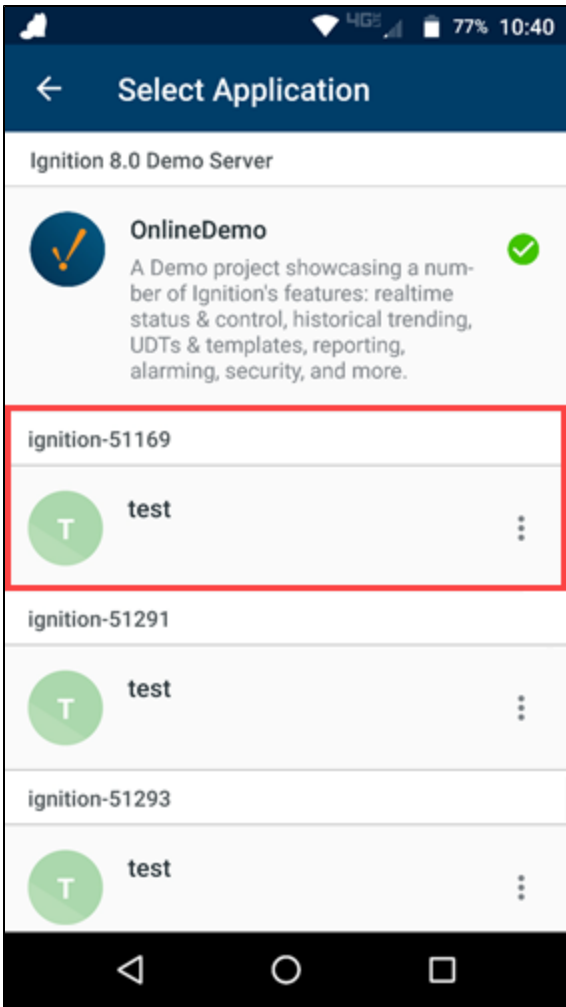 4GE 77% 10:40
Select Application
Ignition 8.0 Demo Server
OnlineDemo
A Demo project showcasing a num-
ber of Ignition's features: realtime
status & control, historical trending,
UDTs & templates, reporting,
alarming, security, and more.
ignition-51169
T test
ignition-51291
T test
ignition-51293
T test